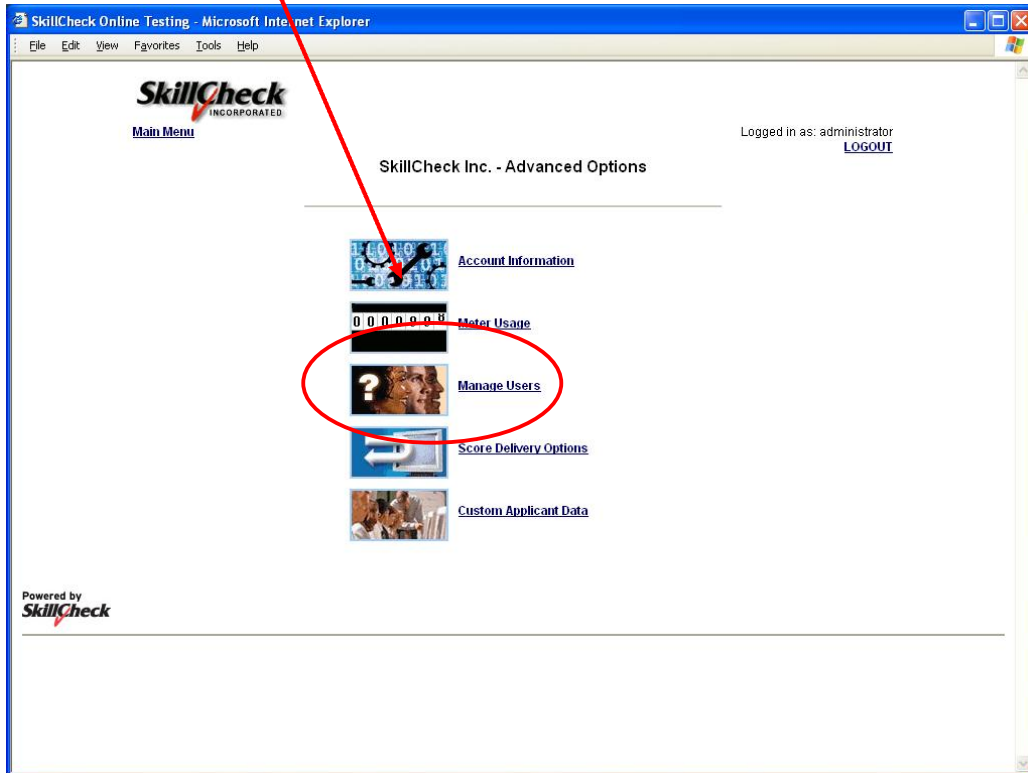 SkillCheck Online Testing - Microsoft Internet Explorer
File Edit View Favorites Tools Help
SkillCheck
INCORPORATED
Main Menu
Logged in as: administrator
LOGOUT
SkillCheck Inc. - Advanced Options
Account Information
Meter Usage
Manage Users
?
Score Delivery Options
Custom Applicant Data
Powered by
SkillCheck